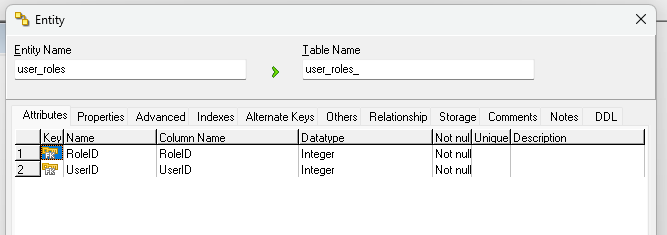 Entity
Entity Name Table Name
user_roles user_roles_
Attributes Properties Advanced Indexes Alternate Keys Others Relationship Storage Comments Notes DDL
Key Name Column Name Datatype Not null Unique Description
1 FK RoleID RoleID Integer Not null
2 FK UserID UserID Integer Not null